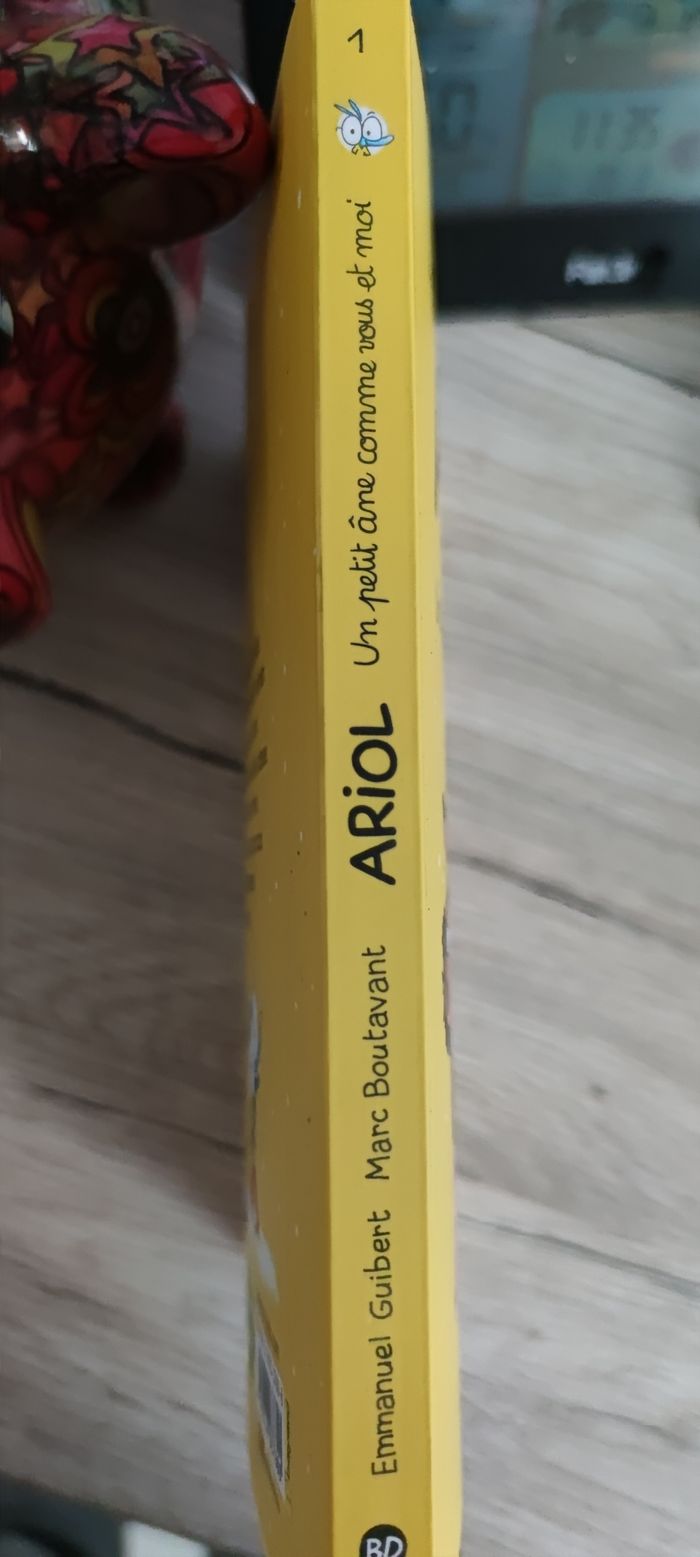 Emmanuel Guibert Marc Boutavant ARiOL Un petit âne comme vous et moi 1
BD